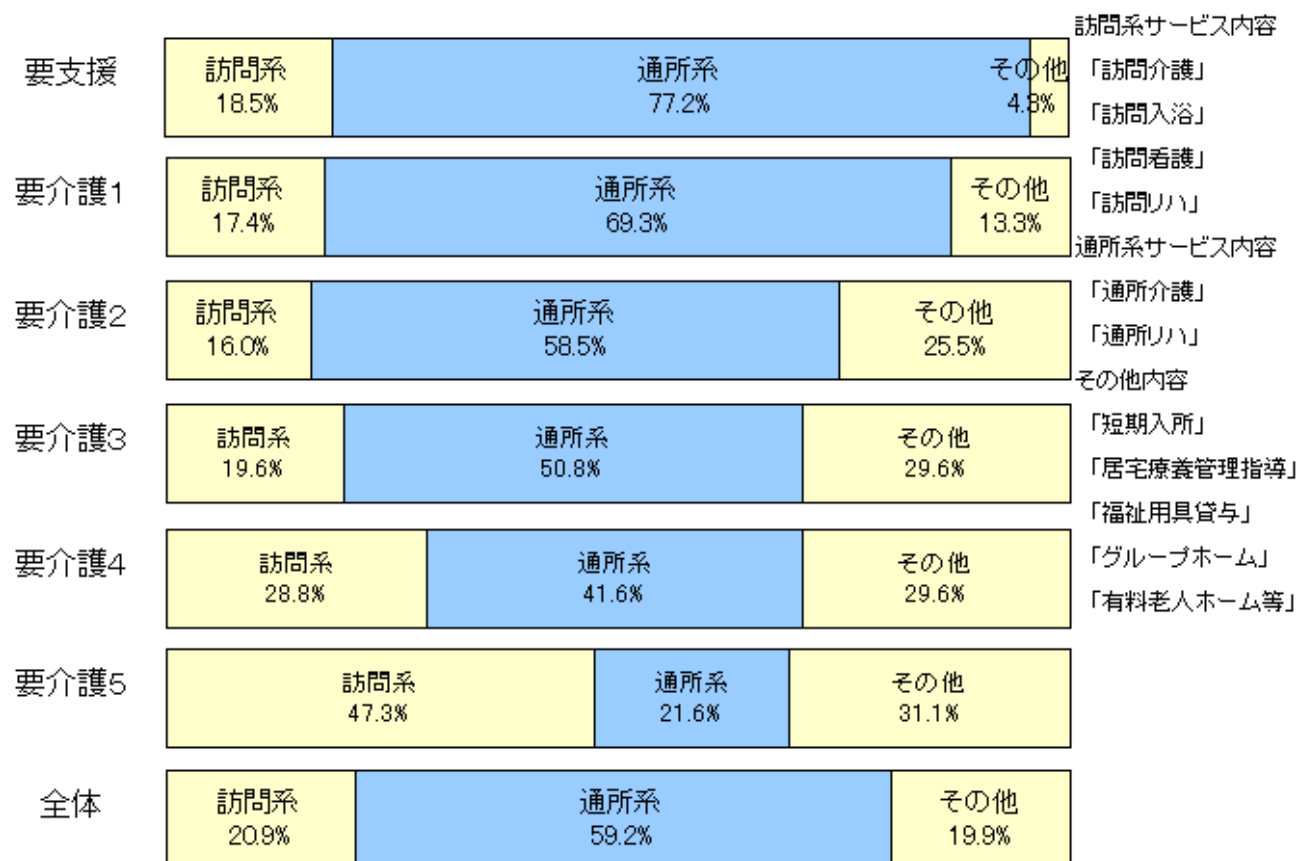 要支援
訪問系
18.5%
通所系
77.2%
その他
4.3%
要介護1
訪問系
17.4%
通所系
69.3%
その他
13.3%
要介護2
訪問系
16.0%
通所系
58.5%
その他
25.5%
要介護3
訪問系
19.6%
通所系
50.8%
その他
29.6%
要介護4
訪問系
28.8%
通所系
41.6%
その他
29.6%
要介護5
訪問系
47.3%
通所系
21.6%
その他
31.1%
全体
訪問系
20.9%
通所系
59.2%
その他
19.9%
訪問系サービス内容
「訪問介護」
「訪問入浴」
「訪問看護」
「訪問リハ」
通所系サービス内容
「通所介護」
「通所リハ」
その他内容
「短期入所」
「居宅療養管理指導」
「福祉用具貸与」
「グループホーム」
「有料老人ホーム等」